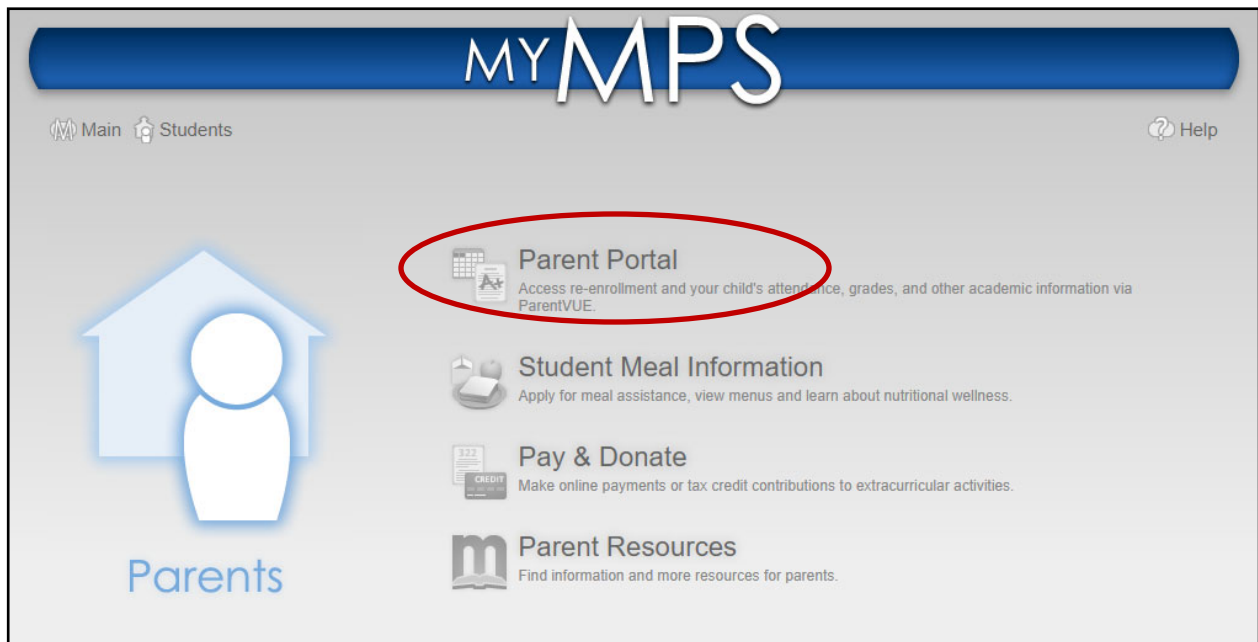 MY MPS
Main Students Help
Parent Portal
A+
Access re-enrollment and your child's attendance, grades, and other academic information via
ParentVUE.
Student Meal Information
Apply for meal assistance, view menus and learn about nutritional wellness.
322
CREDIT
Pay & Donate
Make online payments or tax credit contributions to extracurricular activities.
m
Parent Resources
Find information and more resources for parents.
Parents